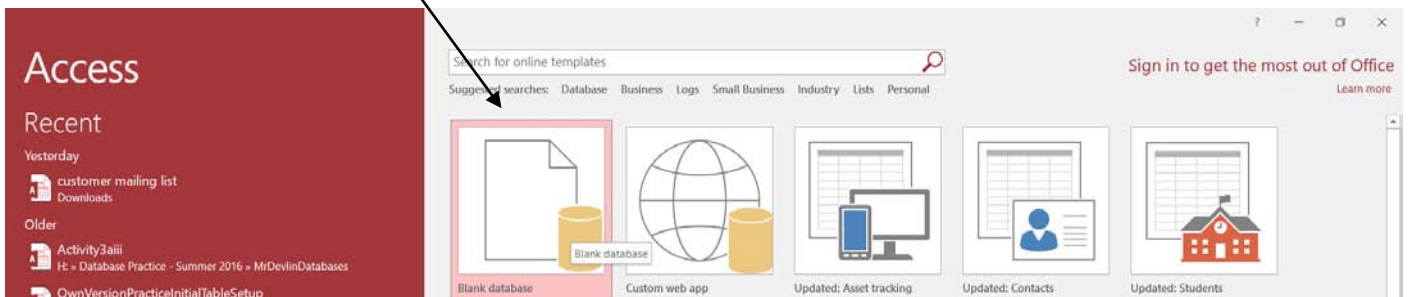 Access
Recent
Yesterday
customer mailing list
Downloads
Older
Activity3aiii
H: » Database Practice - Summer 2016 » MrDevlinDatabases
OwnVersionPracticeInitialTableSetup
?
Search for online templates
Suggested searches: Database Business Logs Small Business Industry Lists Personal
Sign in to get the most out of Office
Learn more
Blank database
Blank database
Custom web app
Updated: Asset tracking
Updated: Contacts
Updated: Students